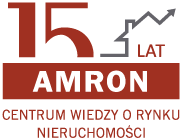 15 LAT
AMRON
CENTRUM WIEDZY O RYNKU
NIERUCHOMOŚCI